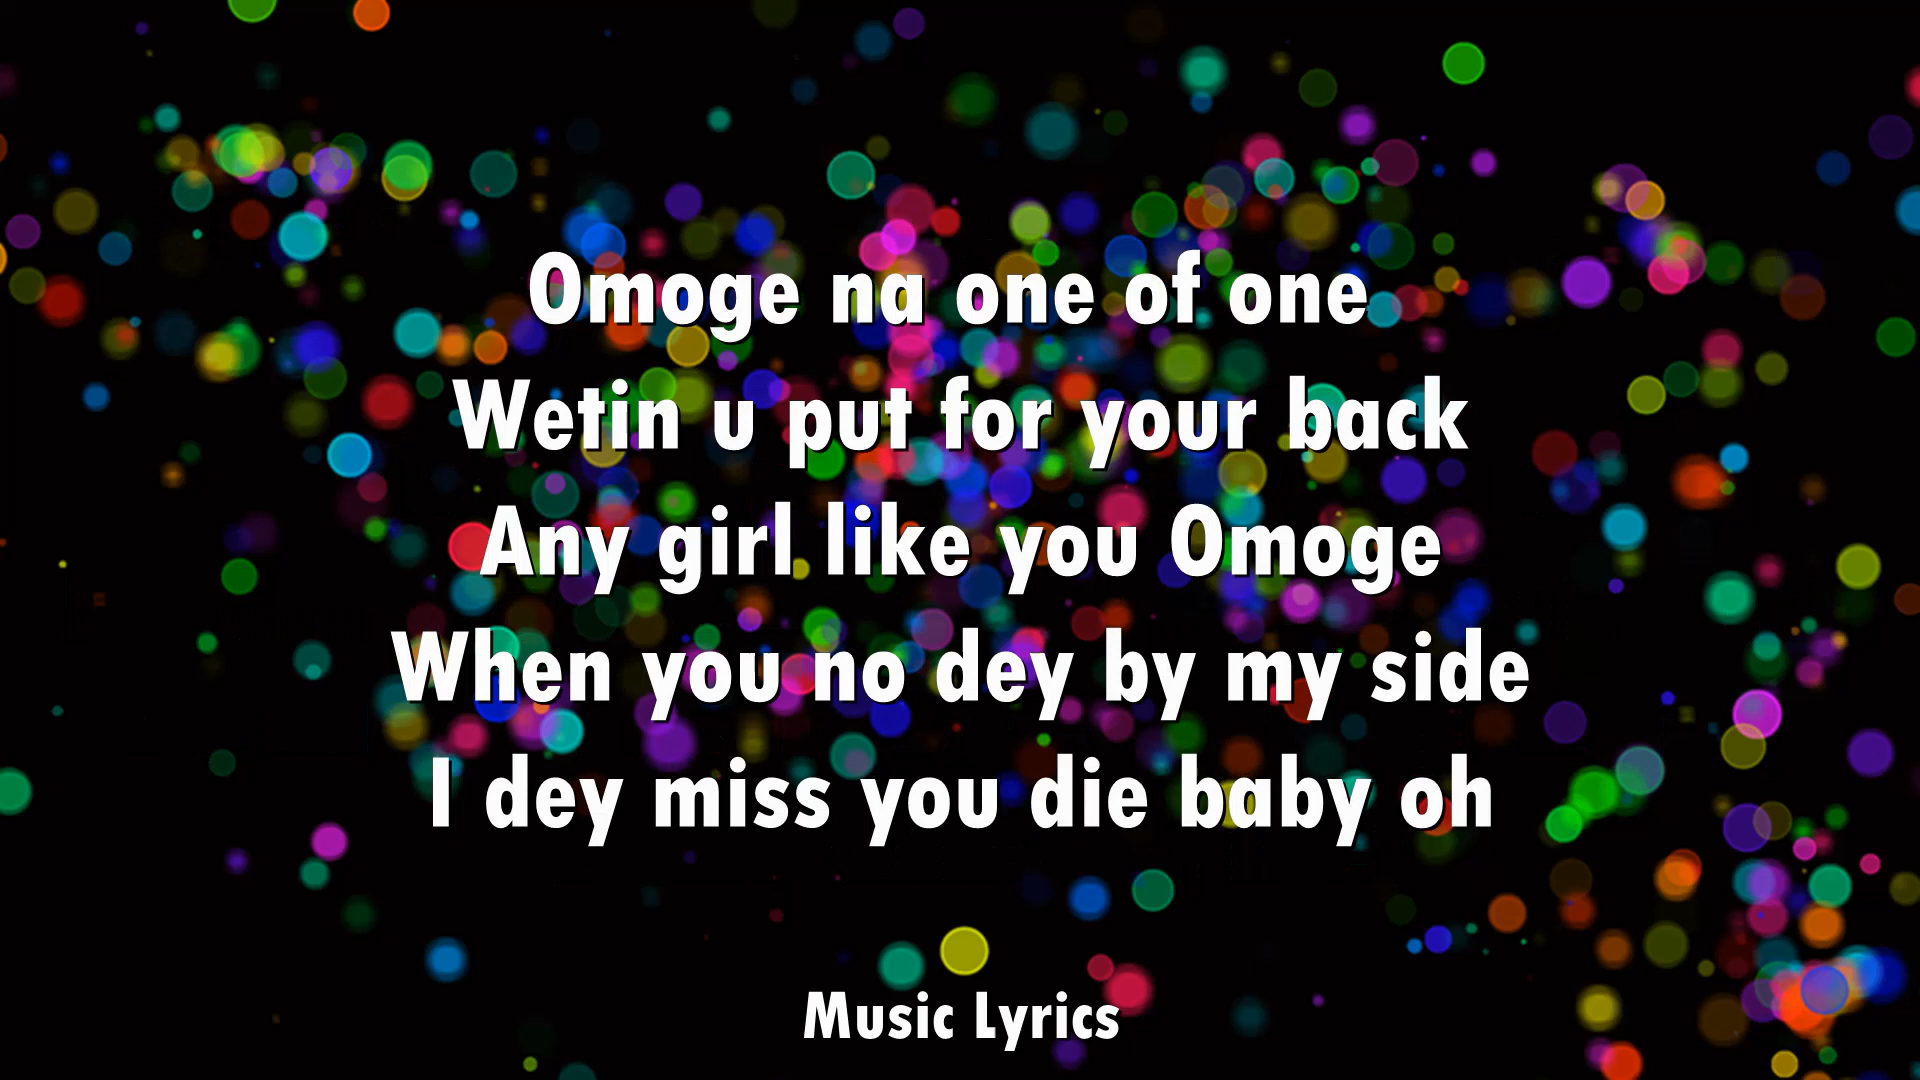 Omoge na one of one
Wetin u put for your back
Any girl like you Omoge
When you no dey by my side
I dey miss you die baby oh
Music Lyrics